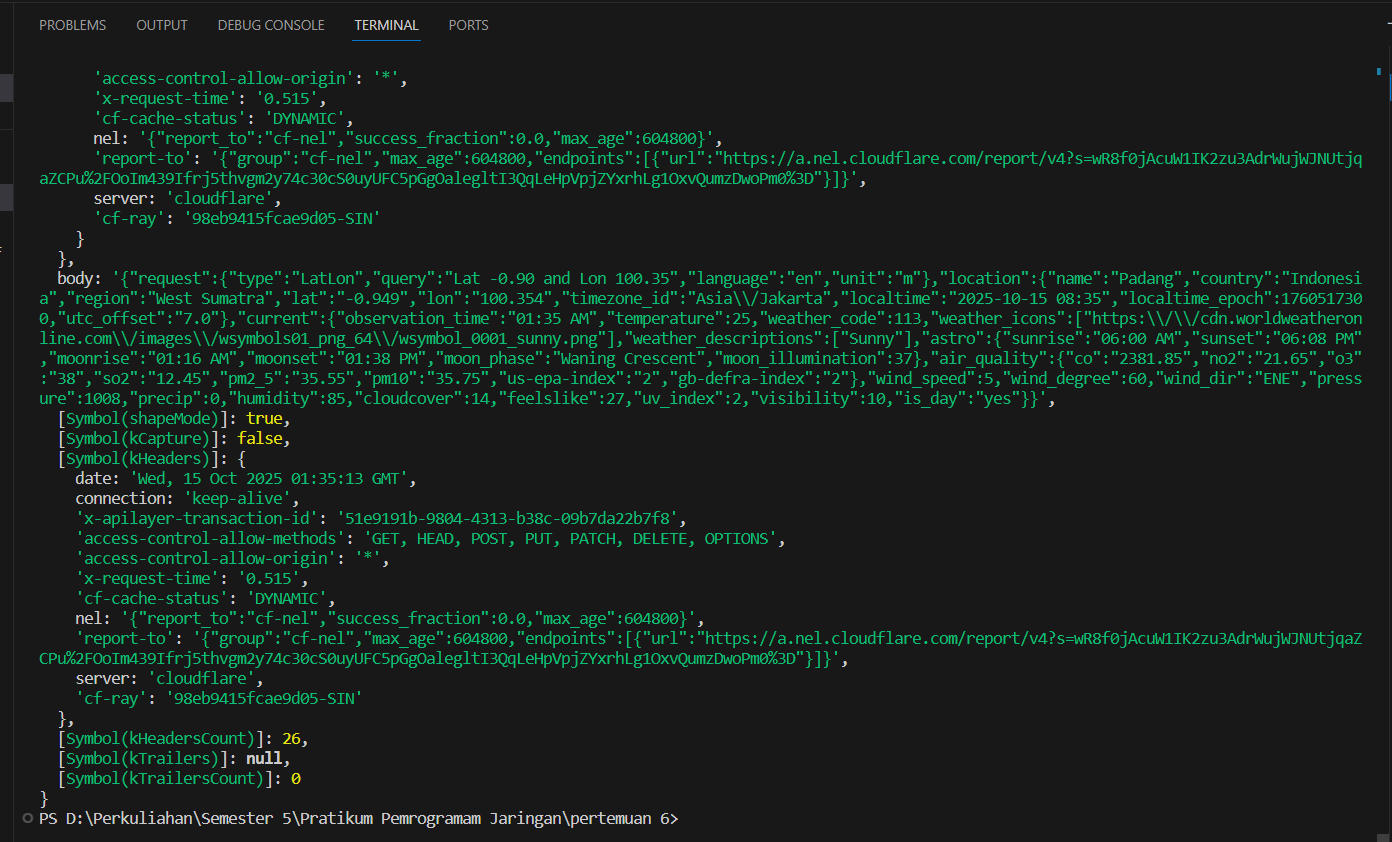 PROBLEMS OUTPUT DEBUG CONSOLE TERMINAL PORTS
'access-control-allow-origin': '*',
'x-request-time': '0.515',
'cf-cache-status': 'DYNAMIC',
nel: '{"report_to":"cf-nel","success_fraction":0.0,"max_age":604800}',
'report-to': '{"group":"cf-nel","max_age":604800,"endpoints":[{"url":"https://a.nel.cloudflare.com/report/v4?s=wR8f0jAcuW1IK2zu3AdrWujWJNUtjq
aZCPu%2FOoIm439Ifrj5thvgm2y74c30cS0uyUFC5pGgOalegltI3QqLeHpVpjZYxrhLg1OxvQumzDwoPm0%3D"}]}',
server: 'cloudflare',
'cf-ray': '98eb9415fcae9d05-SIN'
}
},
body: '{"request":{"type":"LatLon","query":"Lat -0.90 and Lon 100.35","language":"en","unit":"m"},"location":{"name":"Padang","country":"Indonesi
a","region":"West Sumatra","lat":"-0.949","lon":"100.354","timezone_id":"Asia\\/Jakarta","localtime":"2025-10-15 08:35","localtime_epoch":176051730
0,"utc_offset":"7.0"},"current":{"observation_time":"01:35 AM","temperature":25,"weather_code":113,"weather_icons":["https:\\/\\/cdn.worldweatheron
line.com\\/images\\/wsymbols01_png_64\\/wsymbol_0001_sunny.png"],"weather_descriptions":["Sunny"],"astro":{"sunrise":"06:00 AM","sunset":"06:08 PM"
,"moonrise":"01:16 AM","moonset":"01:38 PM","moon_phase":"Waning Crescent","moon_illumination":37},"air_quality":{"co":"2381.85","no2":"21.65","o3"
:"38","so2":"12.45","pm2_5":"35.55","pm10":"35.75","us-epa-index":"2","gb-defra-index":"2"},"wind_speed":5,"wind_degree":60,"wind_dir":"ENE","press
ure":1008,"precip":0,"humidity":85,"cloudcover":14,"feelslike":27,"uv_index":2,"visibility":10,"is_day":"yes"}}',
[Symbol(shapeMode)]: true,
[Symbol(kCapture)]: false,
[Symbol(kHeaders)]: {
date: 'Wed, 15 Oct 2025 01:35:13 GMT',
connection: 'keep-alive',
'x-apilayer-transaction-id': '51e9191b-9804-4313-b38c-09b7da22b7f8',
'access-control-allow-methods': 'GET, HEAD, POST, PUT, PATCH, DELETE, OPTIONS',
'access-control-allow-origin': '*',
'x-request-time': '0.515',
'cf-cache-status': 'DYNAMIC',
nel: '{"report_to":"cf-nel","success_fraction":0.0,"max_age":604800}',
'report-to': '{"group":"cf-nel","max_age":604800,"endpoints":[{"url":"https://a.nel.cloudflare.com/report/v4?s=wR8f0jAcuW1IK2zu3AdrWujWJNUtjqaZ
CPu%2FOoIm439Ifrj5thvgm2y74c30cS0uyUFC5pGgOalegltI3QqLeHpVpjZYxrhLg1OxvQumzDwoPm0%3D"}]}',
server: 'cloudflare',
'cf-ray': '98eb9415fcae9d05-SIN'
},
[Symbol(kHeadersCount)]: 26,
[Symbol(kTrailers)]: null,
[Symbol(kTrailersCount)]: 0
}
PS D:\Perkuliahan\Semester 5\Pratikum Pemrogramam Jaringan\pertemuan 6>